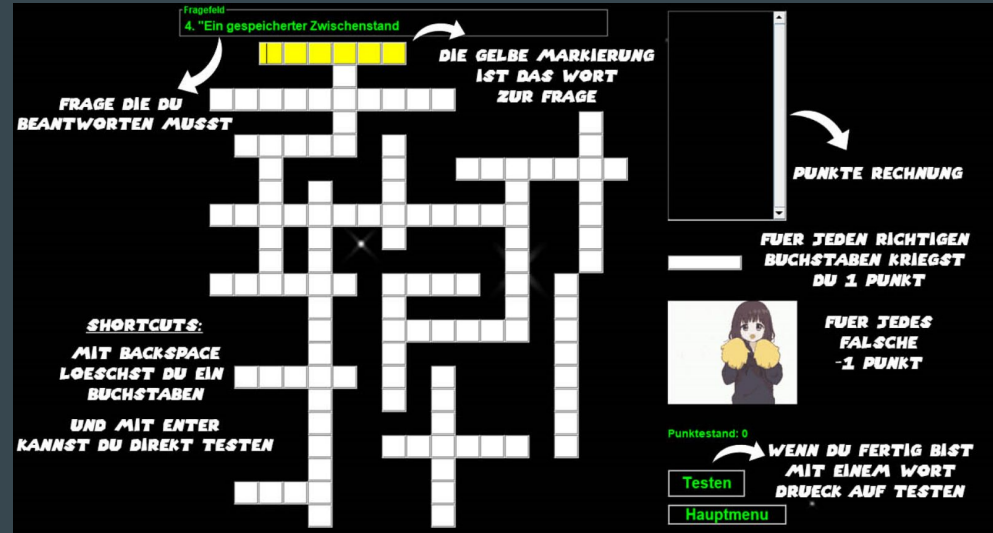 Fragefeld
4. "Ein gespeicherter Zwischenstand
DIE GELBE MARKIERUNG
IST DAS WORT
ZUR FRAGE
FRAGE DIE DU
BEANTWORTEN MUSST
PUNKTE RECHNUNG
FUER JEDEN RICHTIGEN
BUCHSTABEN KRIEGST
DU 1 PUNKT
FUER JEDES
FALSCHE
-1 PUNKT
SHORTCUTS:
MIT BACKSPACE
LOESCHST DU EIN
BUCHSTABEN
UND MIT ENTER
KANNST DU DIREKT TESTEN
Punktestand: 0
WENN DU FERTIG BIST
MIT EINEM WORT
DRUECK AUF TESTEN
Testen
Hauptmenu